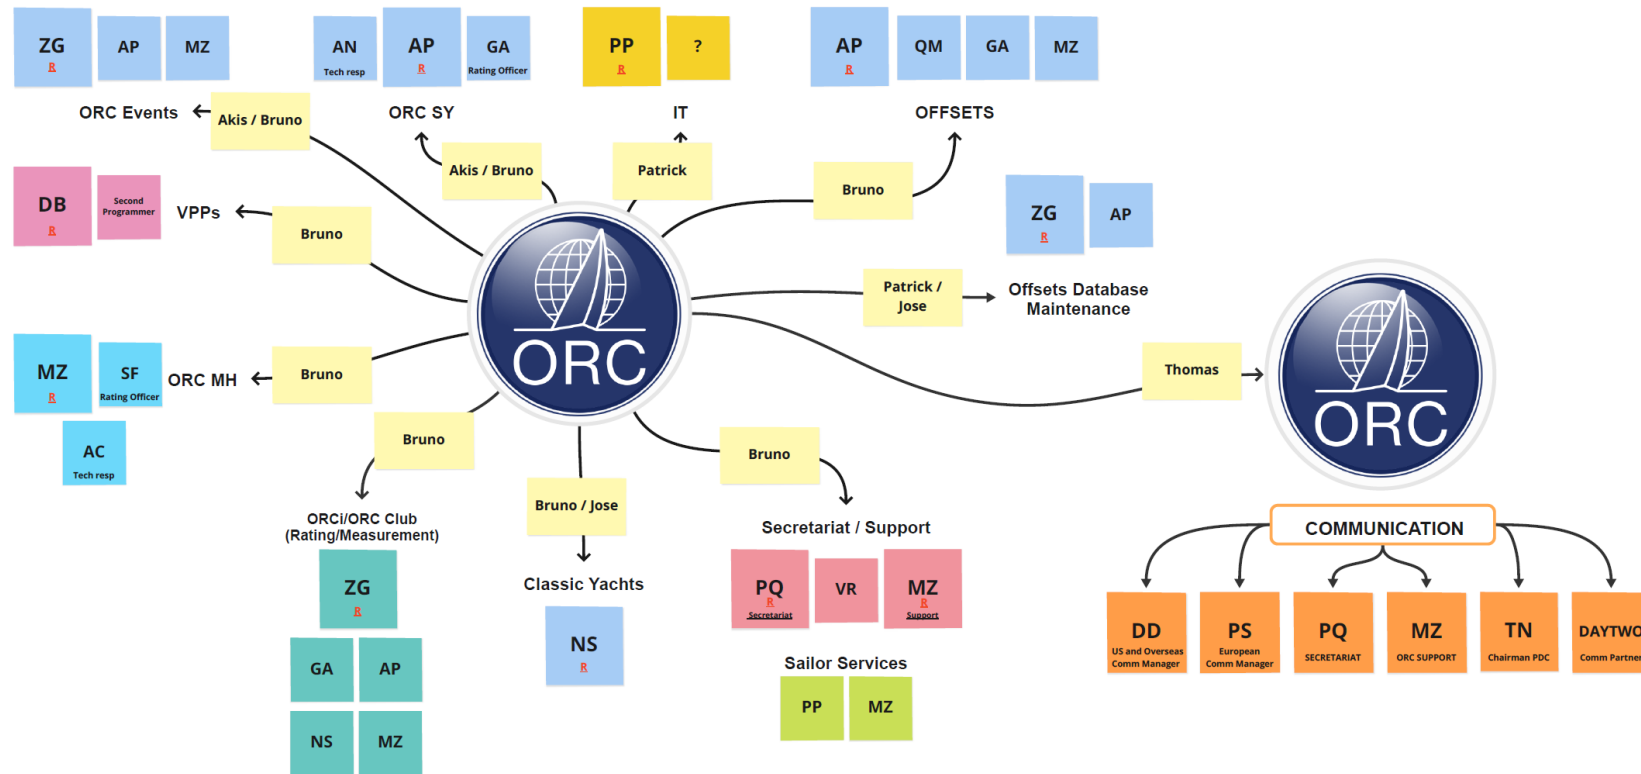 ZG
R
AP
MZ
ORC Events
Akis / Bruno
AN
Tech resp
AP
R
GA
Rating Officer
ORC SY
Akis / Bruno
PP
R
?
IT
Patrick
AP
R
QM
GA
MZ
OFFSETS
Bruno
DB
R
Second
Programmer
VPPs
Bruno
ZG
R
AP
Patrick /
Jose
Offsets Database
Maintenance
ORC
MZ
R
SF
Rating Officer
AC
Tech resp
ORC MH
Bruno
Thomas
ORC
Bruno
ORCi/ORC Club
(Rating/Measurement)
ZG
R
GA
AP
NS
MZ
Bruno / Jose
Classic Yachts
NS
R
Bruno
Secretariat / Support
PQ
R
Secretariat
VR
MZ
R
Support
Sailor Services
PP
MZ
COMMUNICATION
DD
US and Overseas
Comm Manager
PS
European
Comm Manager
PQ
SECRETARIAT
MZ
ORC SUPPORT
TN
Chairman PDC
DAYTWO
Comm Partner